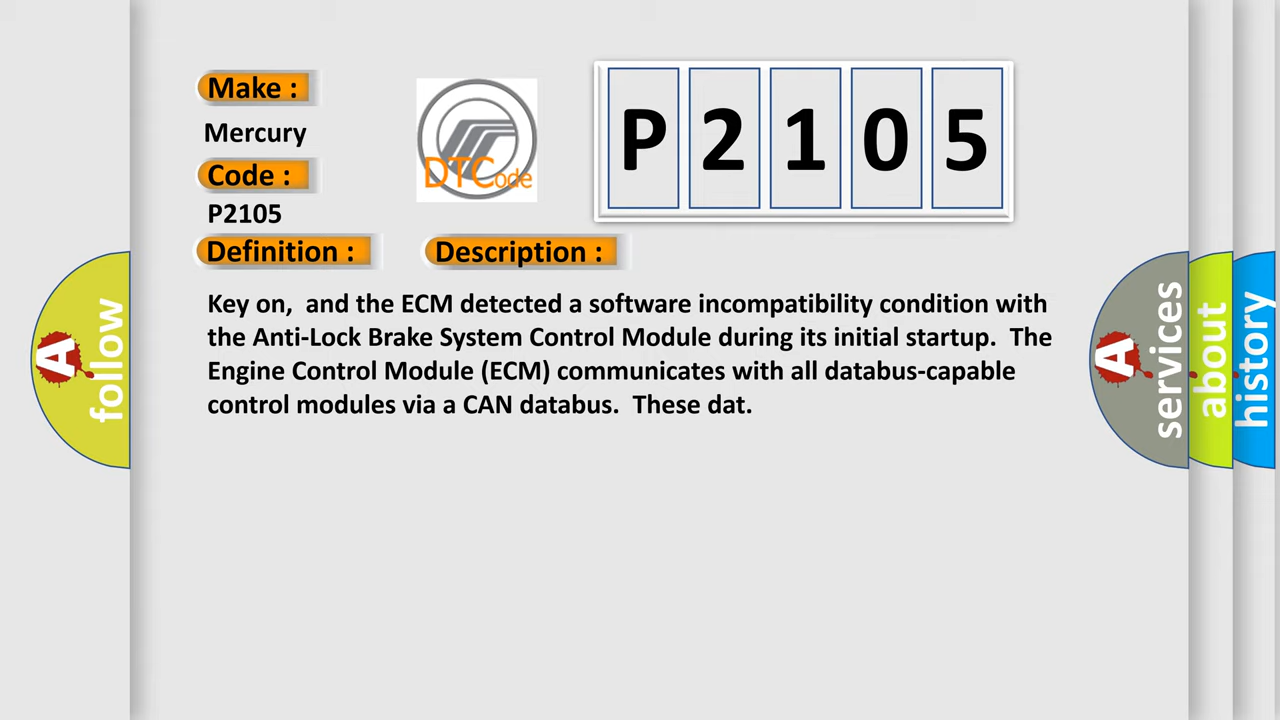 Make :
Mercury
Code :
P2105
Definition :
Description :
DTCode
P 2 1 0 5
Key on,  and the ECM detected a software incompatibility condition with
the Anti-Lock Brake System Control Module during its initial startup  The
Engine Control Module (ECM) communicates with all databus-capable
control modules via a CAN databus  These dat.
A follow
A services
about
history